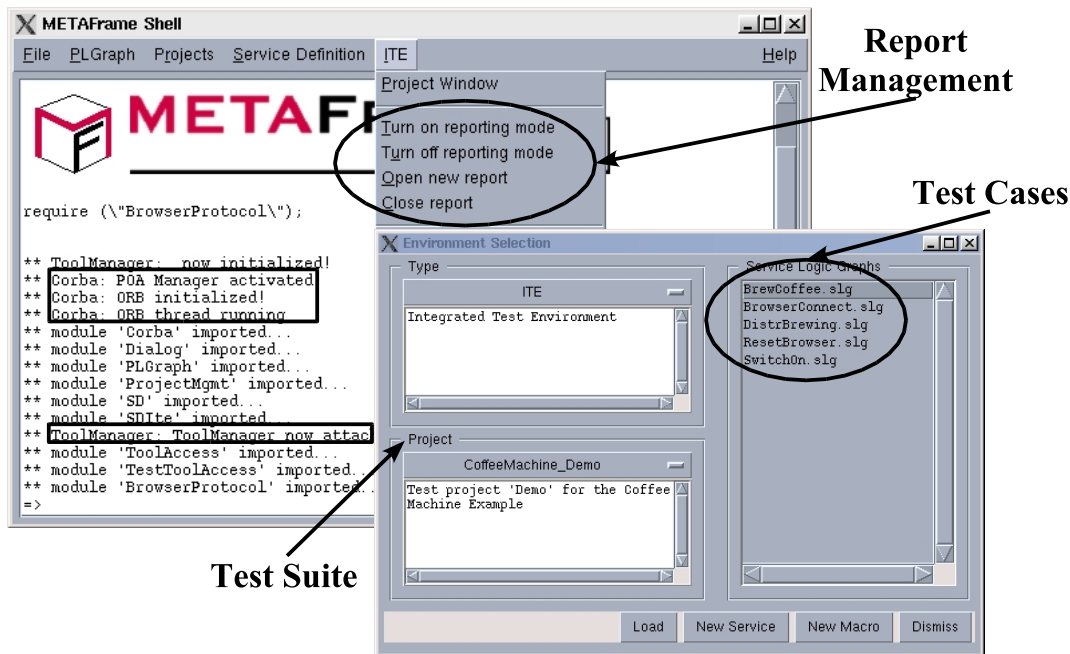 METAFrame Shell
File PLGraph Projects Service Definition ITE Help
Project Window
Turn on reporting mode
Turn off reporting mode
Open new report
Close report
Report
Management
METAF
require (\"BrowserProtocol\");
** ToolManager: now initialized!
** Corba: POA Manager activated
** Corba: ORB initialized!
** Corba: ORB thread running
** module 'Corba' imported...
** module 'Dialog' imported...
** module 'PLGraph' imported...
** module 'ProjectMgmt' imported...
** module 'SD' imported...
** module 'SDIte' imported...
** ToolManager: ToolManager now attac
** module 'ToolAccess' imported...
** module 'TestToolAccess' imported...
** module 'BrowserProtocol' imported..
=>
Test Cases
Environment Selection
Type
ITE
Integrated Test Environment
Project
CoffeeMachine_Demo
Test project 'Demo' for the Coffee
Machine Example
Service Logic Graphs
BrewCoffee.slg
BrowserConnect.slg
DistrBrewing.slg
ResetBrowser.slg
SwitchOn.slg
Load New Service New Macro Dismiss
Test Suite